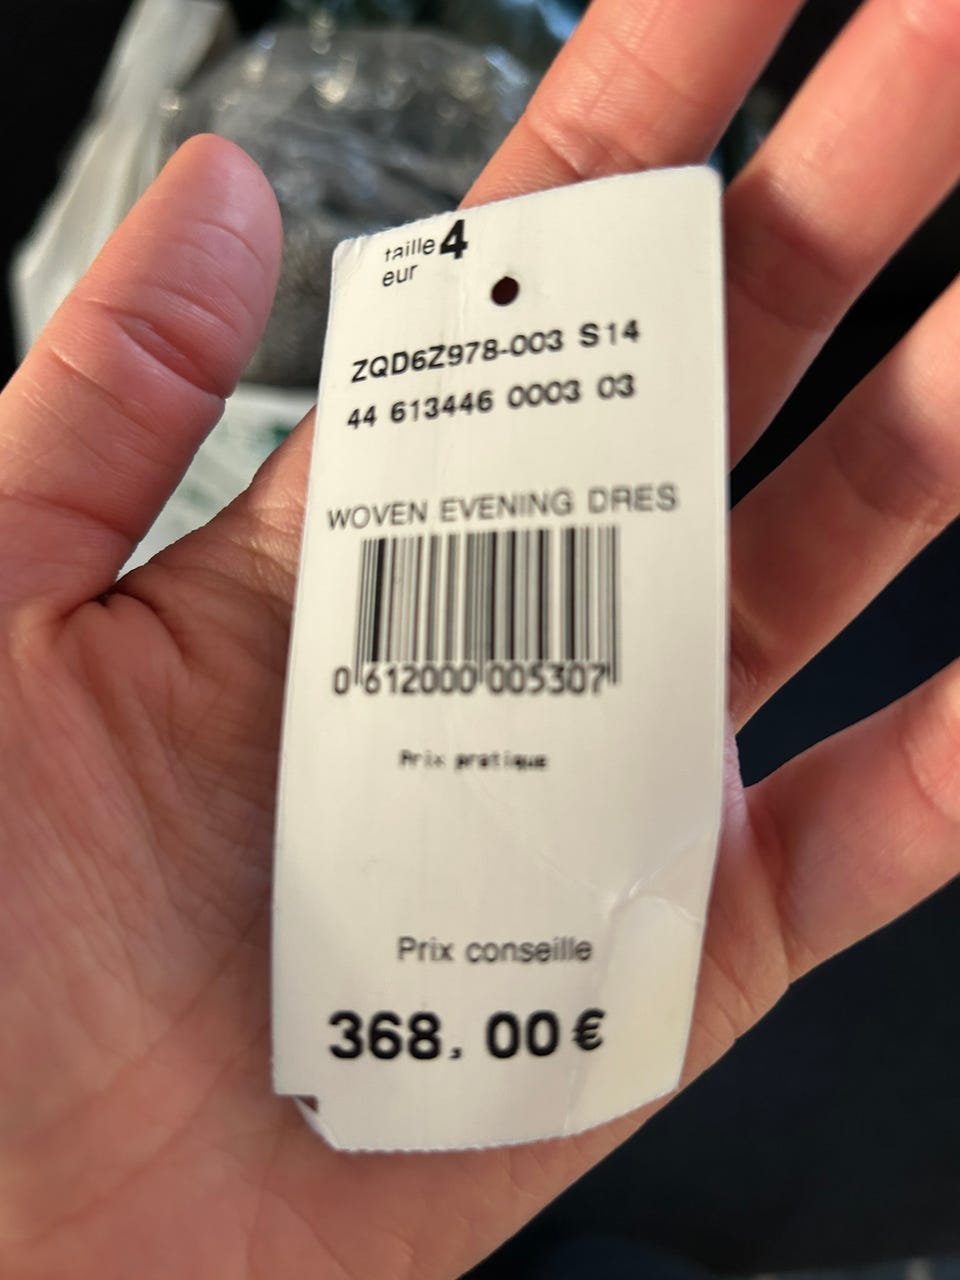 taille 4
eur
ZQD6Z978-003 S14
44 613446 0003 03
WOVEN EVENING DRES
0 612000 005307
Prix pratique
Prix conseille
368, 00 €